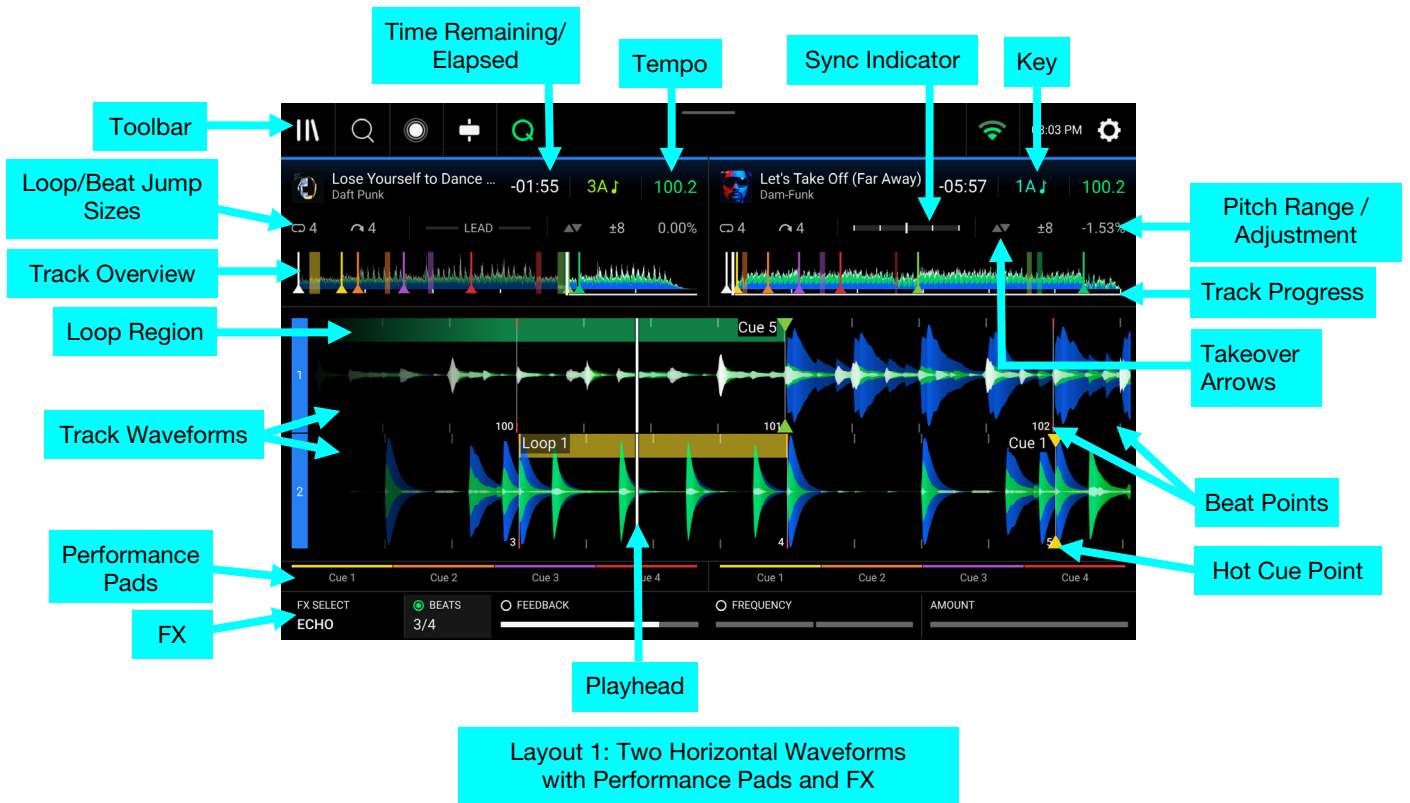 Time Remaining/
Elapsed
Tempo
Sync Indicator
Key
Toolbar
Loop/Beat Jump
Sizes
Track Overview
Loop Region
Track Waveforms
Performance
Pads
FX
Pitch Range /
Adjustment
Track Progress
Takeover
Arrows
Beat Points
Hot Cue Point
Playhead
03:03 PM
Lose Yourself to Dance ...
Daft Punk
-01:55
3A
100.2
Let's Take Off (Far Away)
Dam-Funk
-05:57
1A
100.2
4
4
LEAD
±8
0.00%
4
4
±8
-1.53%
1
Cue 5
100
101
102
2
Loop 1
Cue 1
3
4
5
Cue 1
Cue 2
Cue 3
Cue 4
Cue 1
Cue 2
Cue 3
Cue 4
FX SELECT
ECHO
BEATS
3/4
FEEDBACK
FREQUENCY
AMOUNT
Layout 1: Two Horizontal Waveforms
with Performance Pads and FX